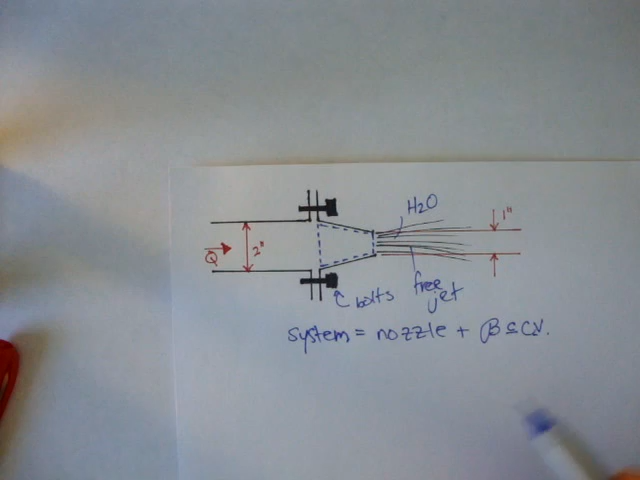 H2O
1"
Q
2"
bolts
free
jet
system = nozzle +